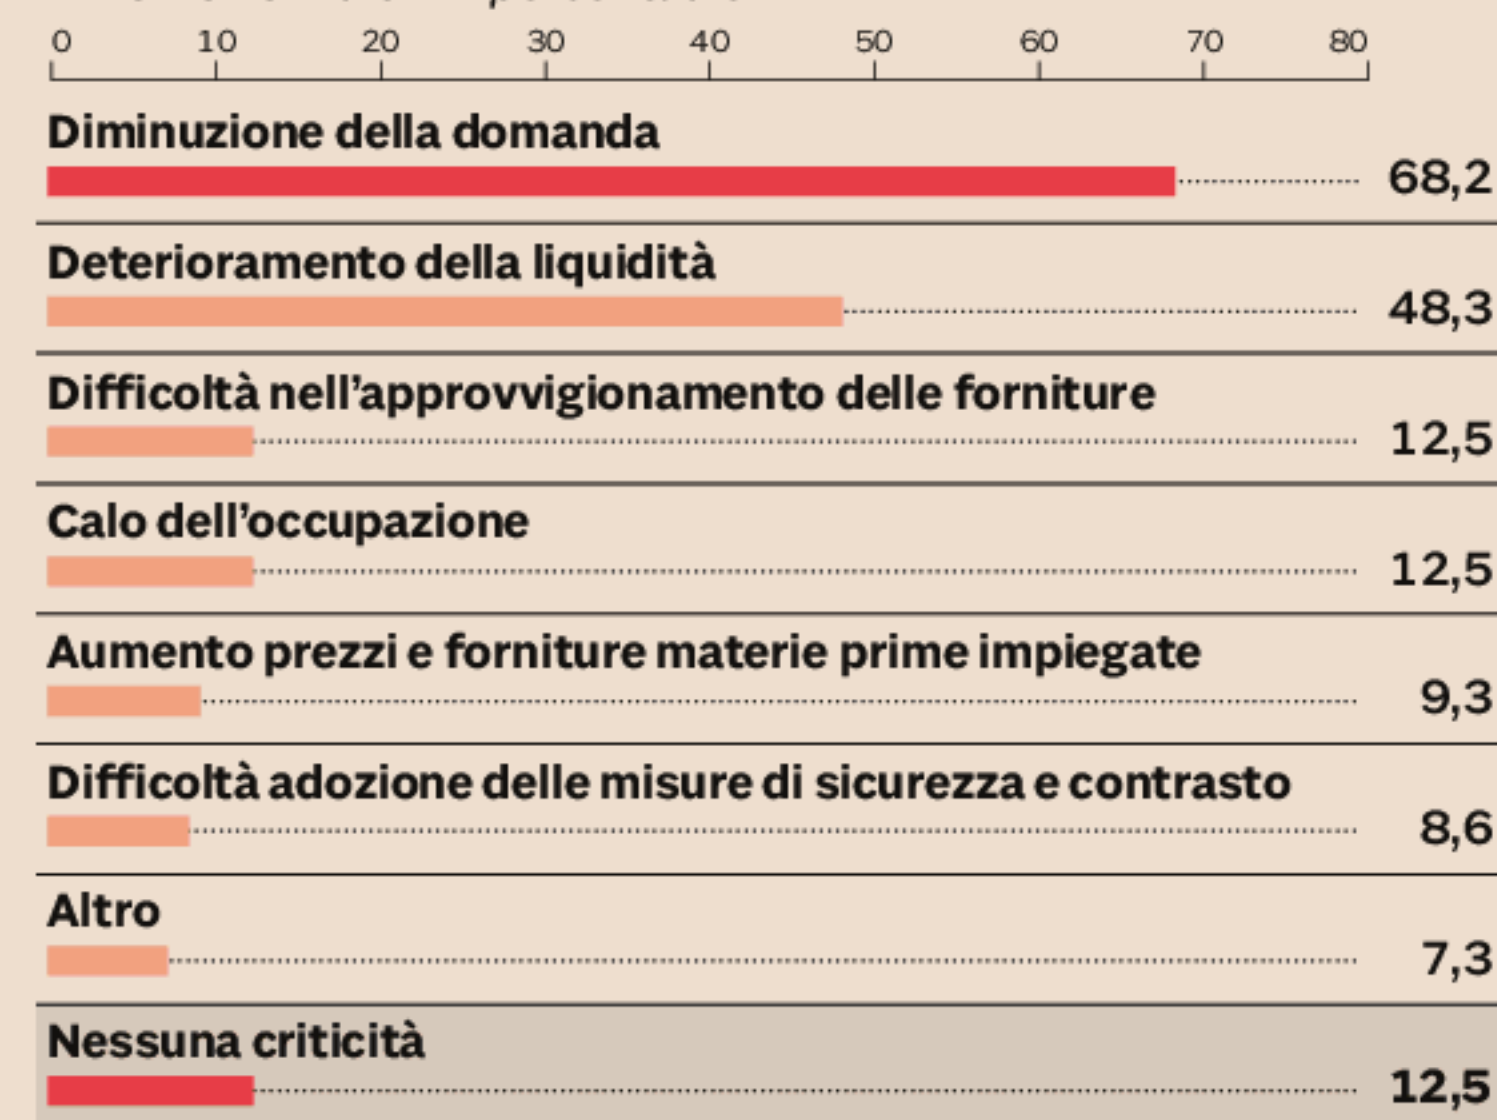 0 10 20 30 40 50 60 70 80
Diminuzione della domanda
68,2
Deterioramento della liquidità
48,3
Difficoltà nell’approvvigionamento delle forniture
12,5
Calo dell’occupazione
12,5
Aumento prezzi e forniture materie prime impiegate
9,3
Difficoltà adozione delle misure di sicurezza e contrasto
8,6
Altro
7,3
Nessuna criticità
12,5